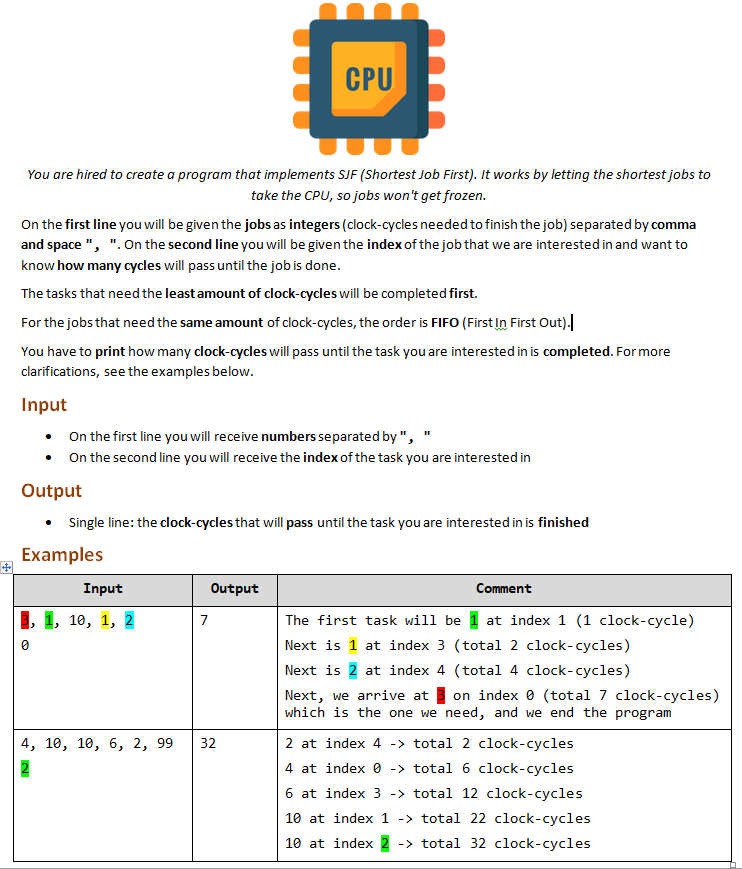 CPU
You are hired to create a program that implements SJF (Shortest Job First). It works by letting the shortest jobs to
take the CPU, so jobs won't get frozen.
On the first line you will be given the jobs as integers (clock-cycles needed to finish the job) separated by comma
and space ", ". On the second line you will be given the index of the job that we are interested in and want to
know how many cycles will pass until the job is done.
The tasks that need the least amount of clock-cycles will be completed first.
For the jobs that need the same amount of clock-cycles, the order is FIFO (First In First Out).
You have to print how many clock-cycles will pass until the task you are interested in is completed. For more
clarifications, see the examples below.
Input
• On the first line you will receive numbers separated by ", "
• On the second line you will receive the index of the task you are interested in
Output
• Single line: the clock-cycles that will pass until the task you are interested in is finished
Examples
Input Output Comment
3, 1, 10, 1, 2
0
7
The first task will be 1 at index 1 (1 clock-cycle)
Next is 1 at index 3 (total 2 clock-cycles)
Next is 2 at index 4 (total 4 clock-cycles)
Next, we arrive at 3 on index 0 (total 7 clock-cycles)
which is the one we need, and we end the program
4, 10, 10, 6, 2, 99
2
32
2 at index 4 -> total 2 clock-cycles
4 at index 0 -> total 6 clock-cycles
6 at index 3 -> total 12 clock-cycles
10 at index 1 -> total 22 clock-cycles
10 at index 2 -> total 32 clock-cycles